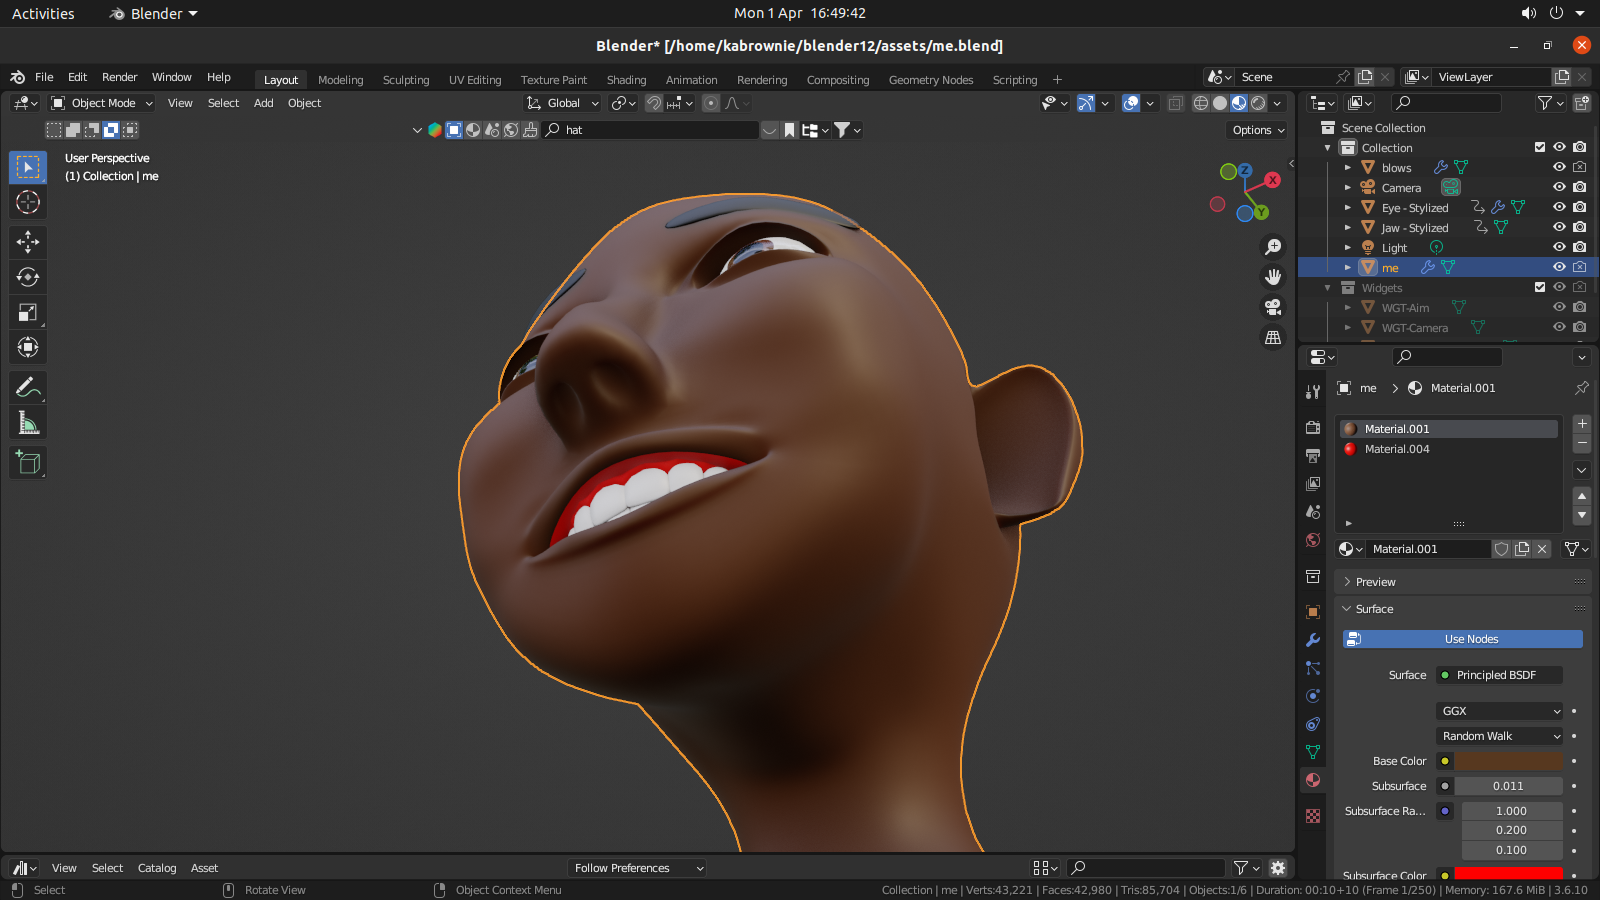 Activities Blender Mon 1 Apr 16:49:42
Blender* [/home/kabrownie/blender12/assets/me.blend]
File Edit Render Window Help Layout Modeling Sculpting UV Editing Texture Paint Shading Animation Rendering Compositing Geometry Nodes Scripting + Scene ViewLayer
Object Mode View Select Add Object Global
hat Options
User Perspective
(1) Collection | me
X
Y
Z
Scene Collection
Collection
blows
Camera
Eye - Stylized
Jaw - Stylized
Light
me
Widgets
WGT-Aim
WGT-Camera
me > Material.001
Material.001
Material.004
Material.001
Preview
Surface
Use Nodes
Surface Principled BSDF
GGX
Random Walk
Base Color
Subsurface 0.011
Subsurface Ra... 1.000
0.200
0.100
Subsurface Color
View Select Catalog Asset Follow Preferences
Select Rotate View Object Context Menu Collection | me | Verts:43,221 | Faces:42,980 | Tris:85,704 | Objects:1/6 | Duration: 00:10+10 (Frame 1/250) | Memory: 167.6 MiB | 3.6.10